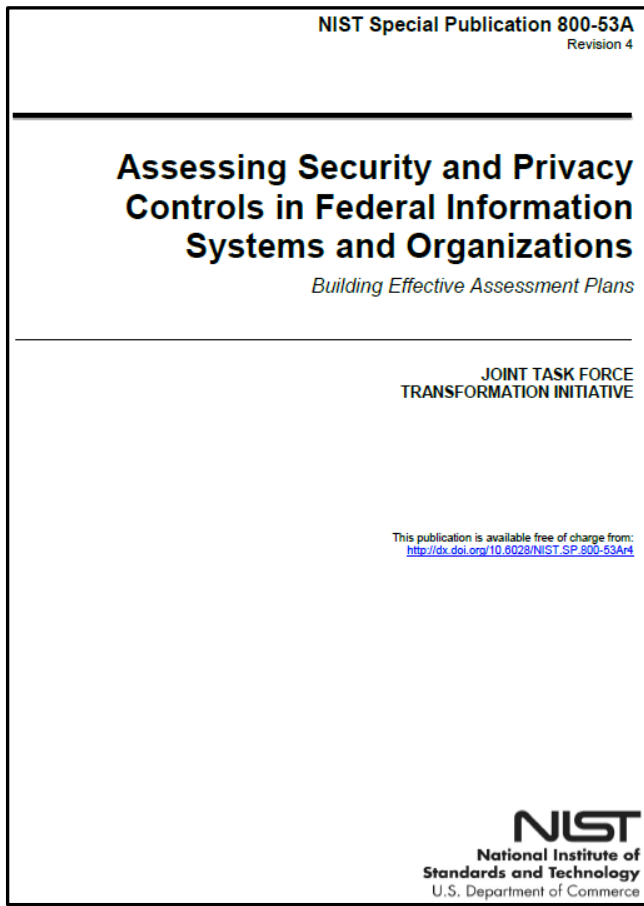 NIST Special Publication 800-53A
Revision 4
Assessing Security and Privacy
Controls in Federal Information
Systems and Organizations
Building Effective Assessment Plans
JOINT TASK FORCE
TRANSFORMATION INITIATIVE
This publication is available free of charge from:
http://dx.doi.org/10.6028/NIST.SP.800-53Ar4
NIST
National Institute of
Standards and Technology
U.S. Department of Commerce